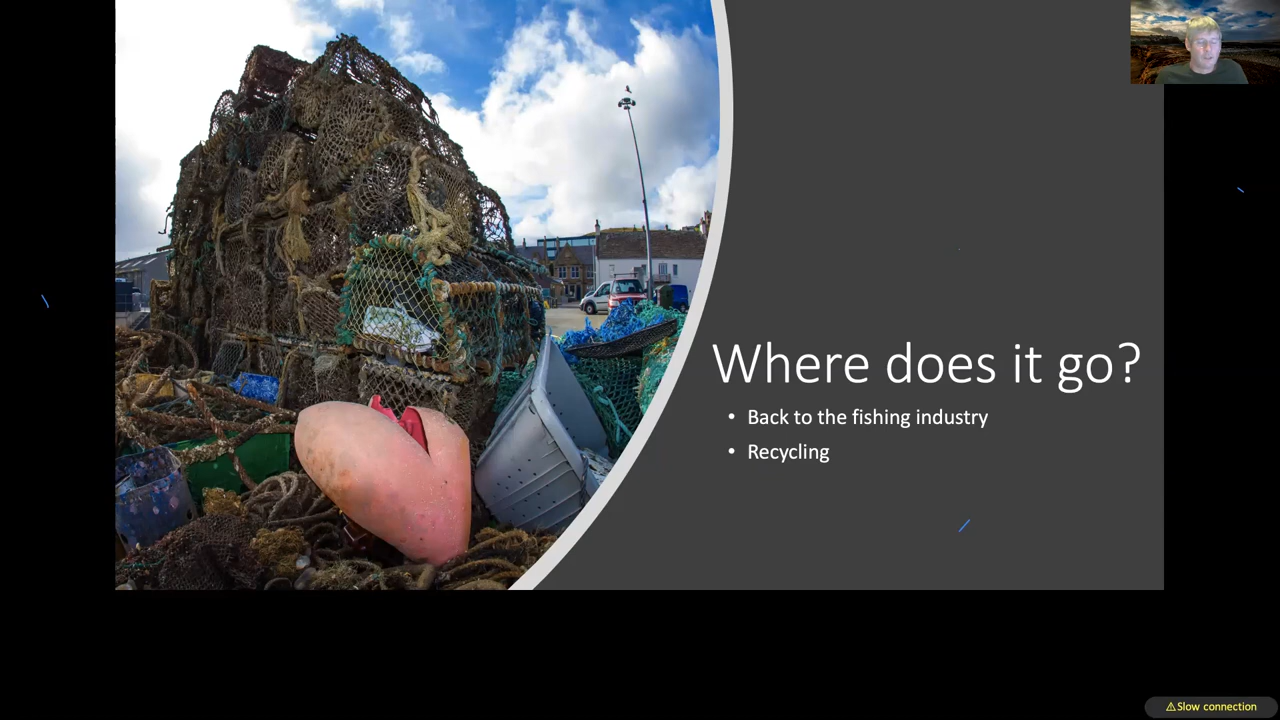 Where does it go?
• Back to the fishing industry
• Recycling
⚠Slow connection